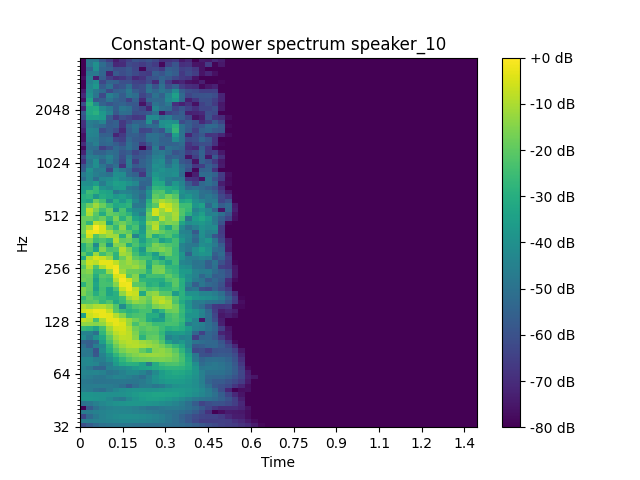 Constant-Q power spectrum speaker_10
Hz
2048
1024
512
256
128
64
32
0 0.15 0.3 0.45 0.6 0.75 0.9 1.1 1.2 1.4
Time
+0 dB
-10 dB
-20 dB
-30 dB
-40 dB
-50 dB
-60 dB
-70 dB
-80 dB